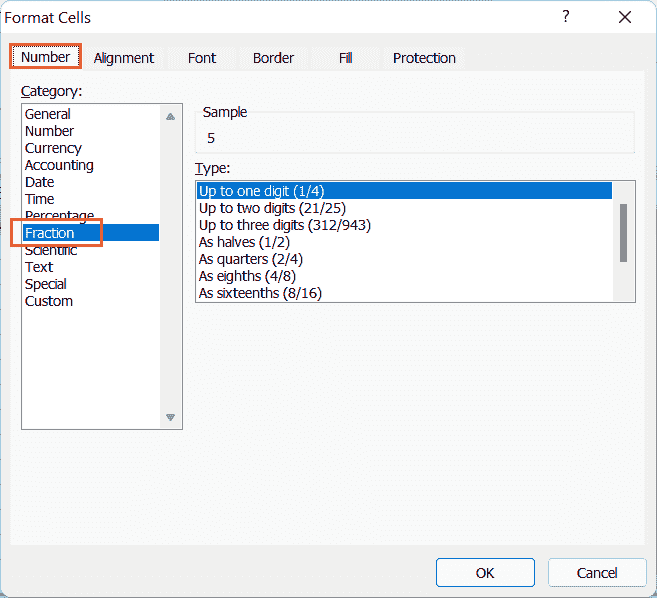 Format Cells
?
Number Alignment Font Border Fill Protection
Category:
General
Number
Currency
Accounting
Date
Time
Percentage
Fraction
Scientific
Text
Special
Custom
Sample
5
Type:
Up to one digit (1/4)
Up to two digits (21/25)
Up to three digits (312/943)
As halves (1/2)
As quarters (2/4)
As eighths (4/8)
As sixteenths (8/16)
OK Cancel